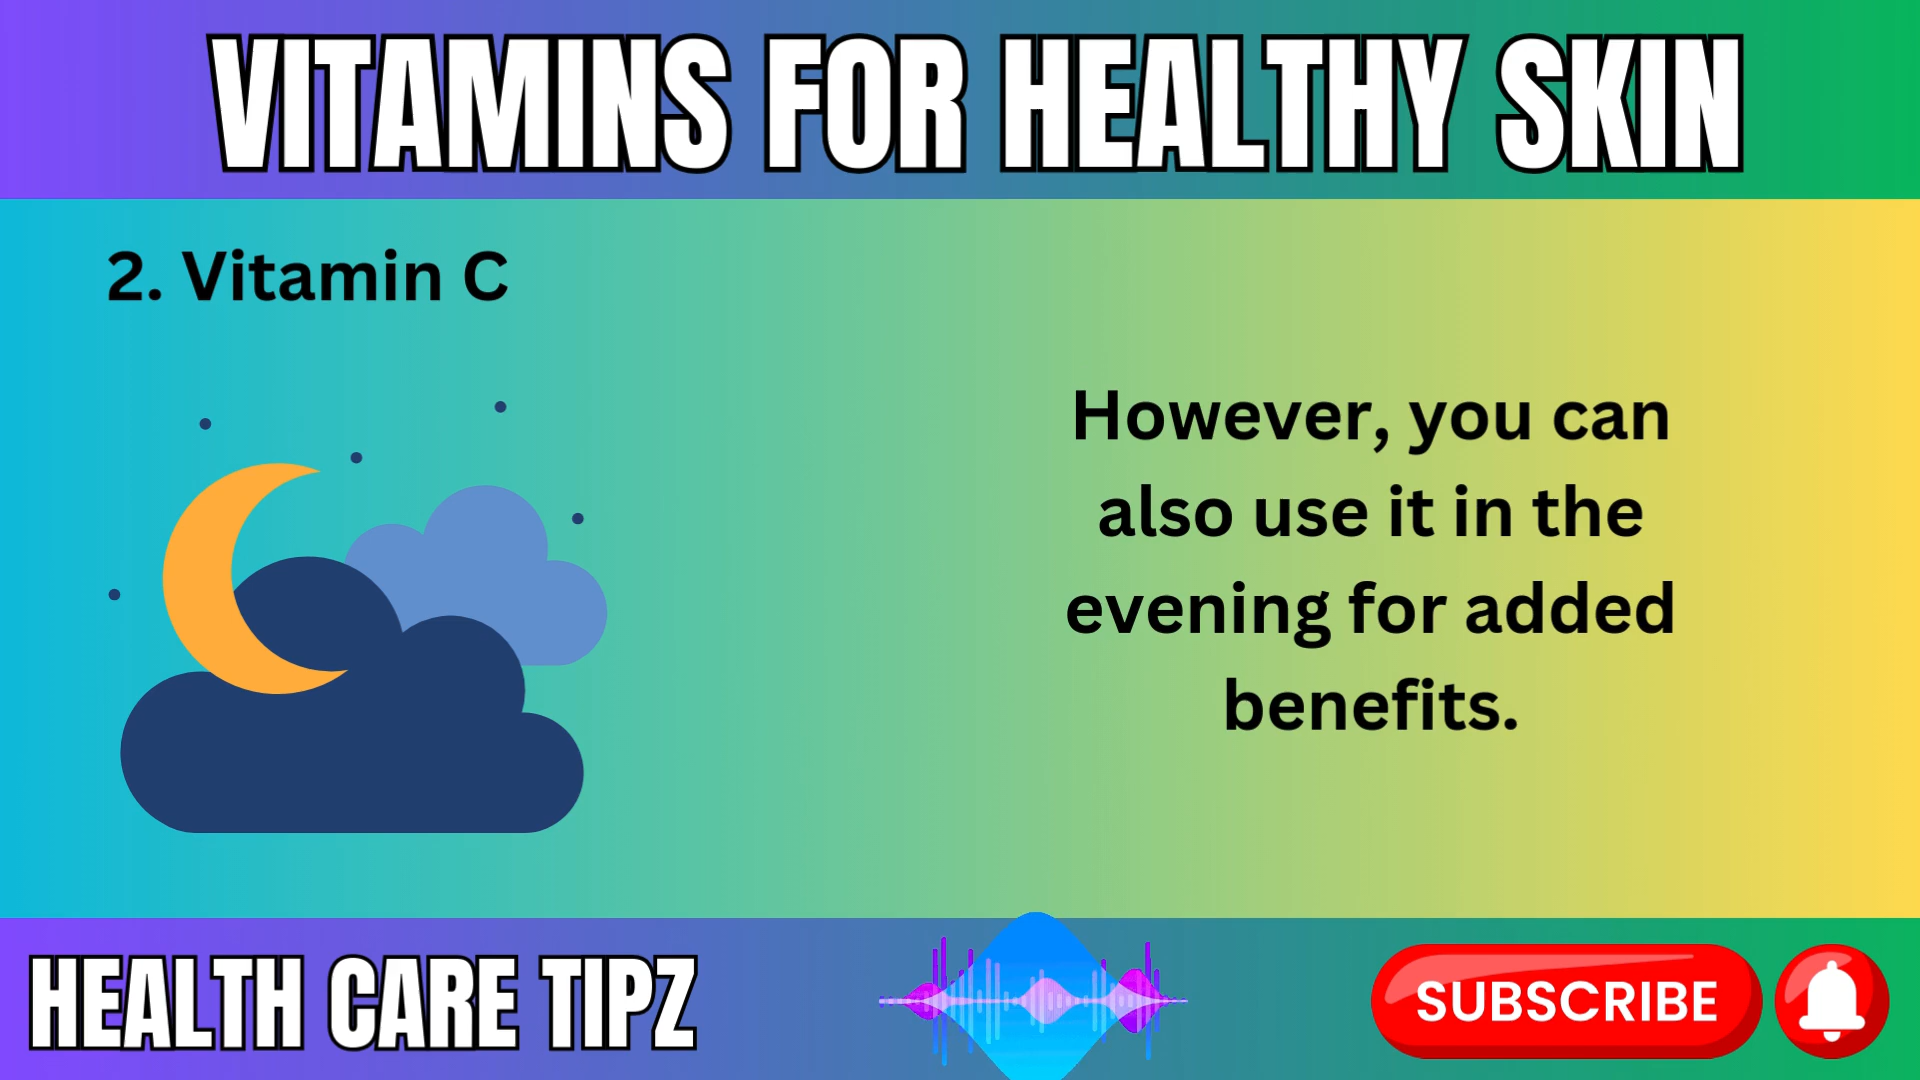 VITAMINS FOR HEALTHY SKIN
2. Vitamin C
However, you can
also use it in the
evening for added
benefits.
HEALTH CARE TIPZ
SUBSCRIBE